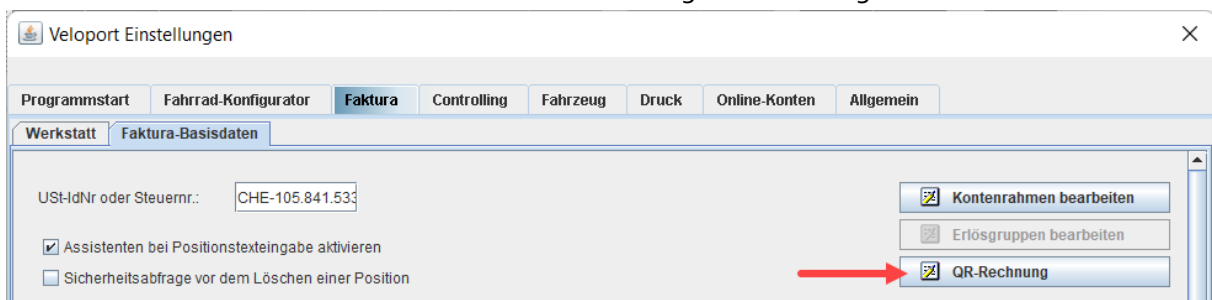 Veloport Einstellungen
Programmstart Fahrrad-Konfigurator Faktura Controlling Fahrzeug Druck Online-Konten Allgemein
Werkstatt Faktura-Basisdaten
USt-IdNr oder Steuernr.: CHE-105.841.533 Kontenrahmen bearbeiten
Assistenten bei Positionstexteingabe aktivieren Erlösgruppen bearbeiten
Sicherheitsabfrage vor dem Löschen einer Position QR-Rechnung